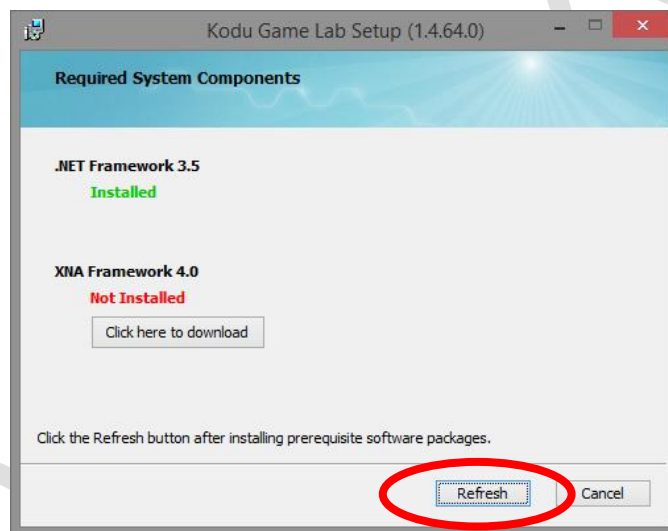 Kodu Game Lab Setup (1.4.64.0)
Required System Components
.NET Framework 3.5
Installed
XNA Framework 4.0
Not Installed
Click here to download
Click the Refresh button after installing prerequisite software packages.
Refresh
Cancel